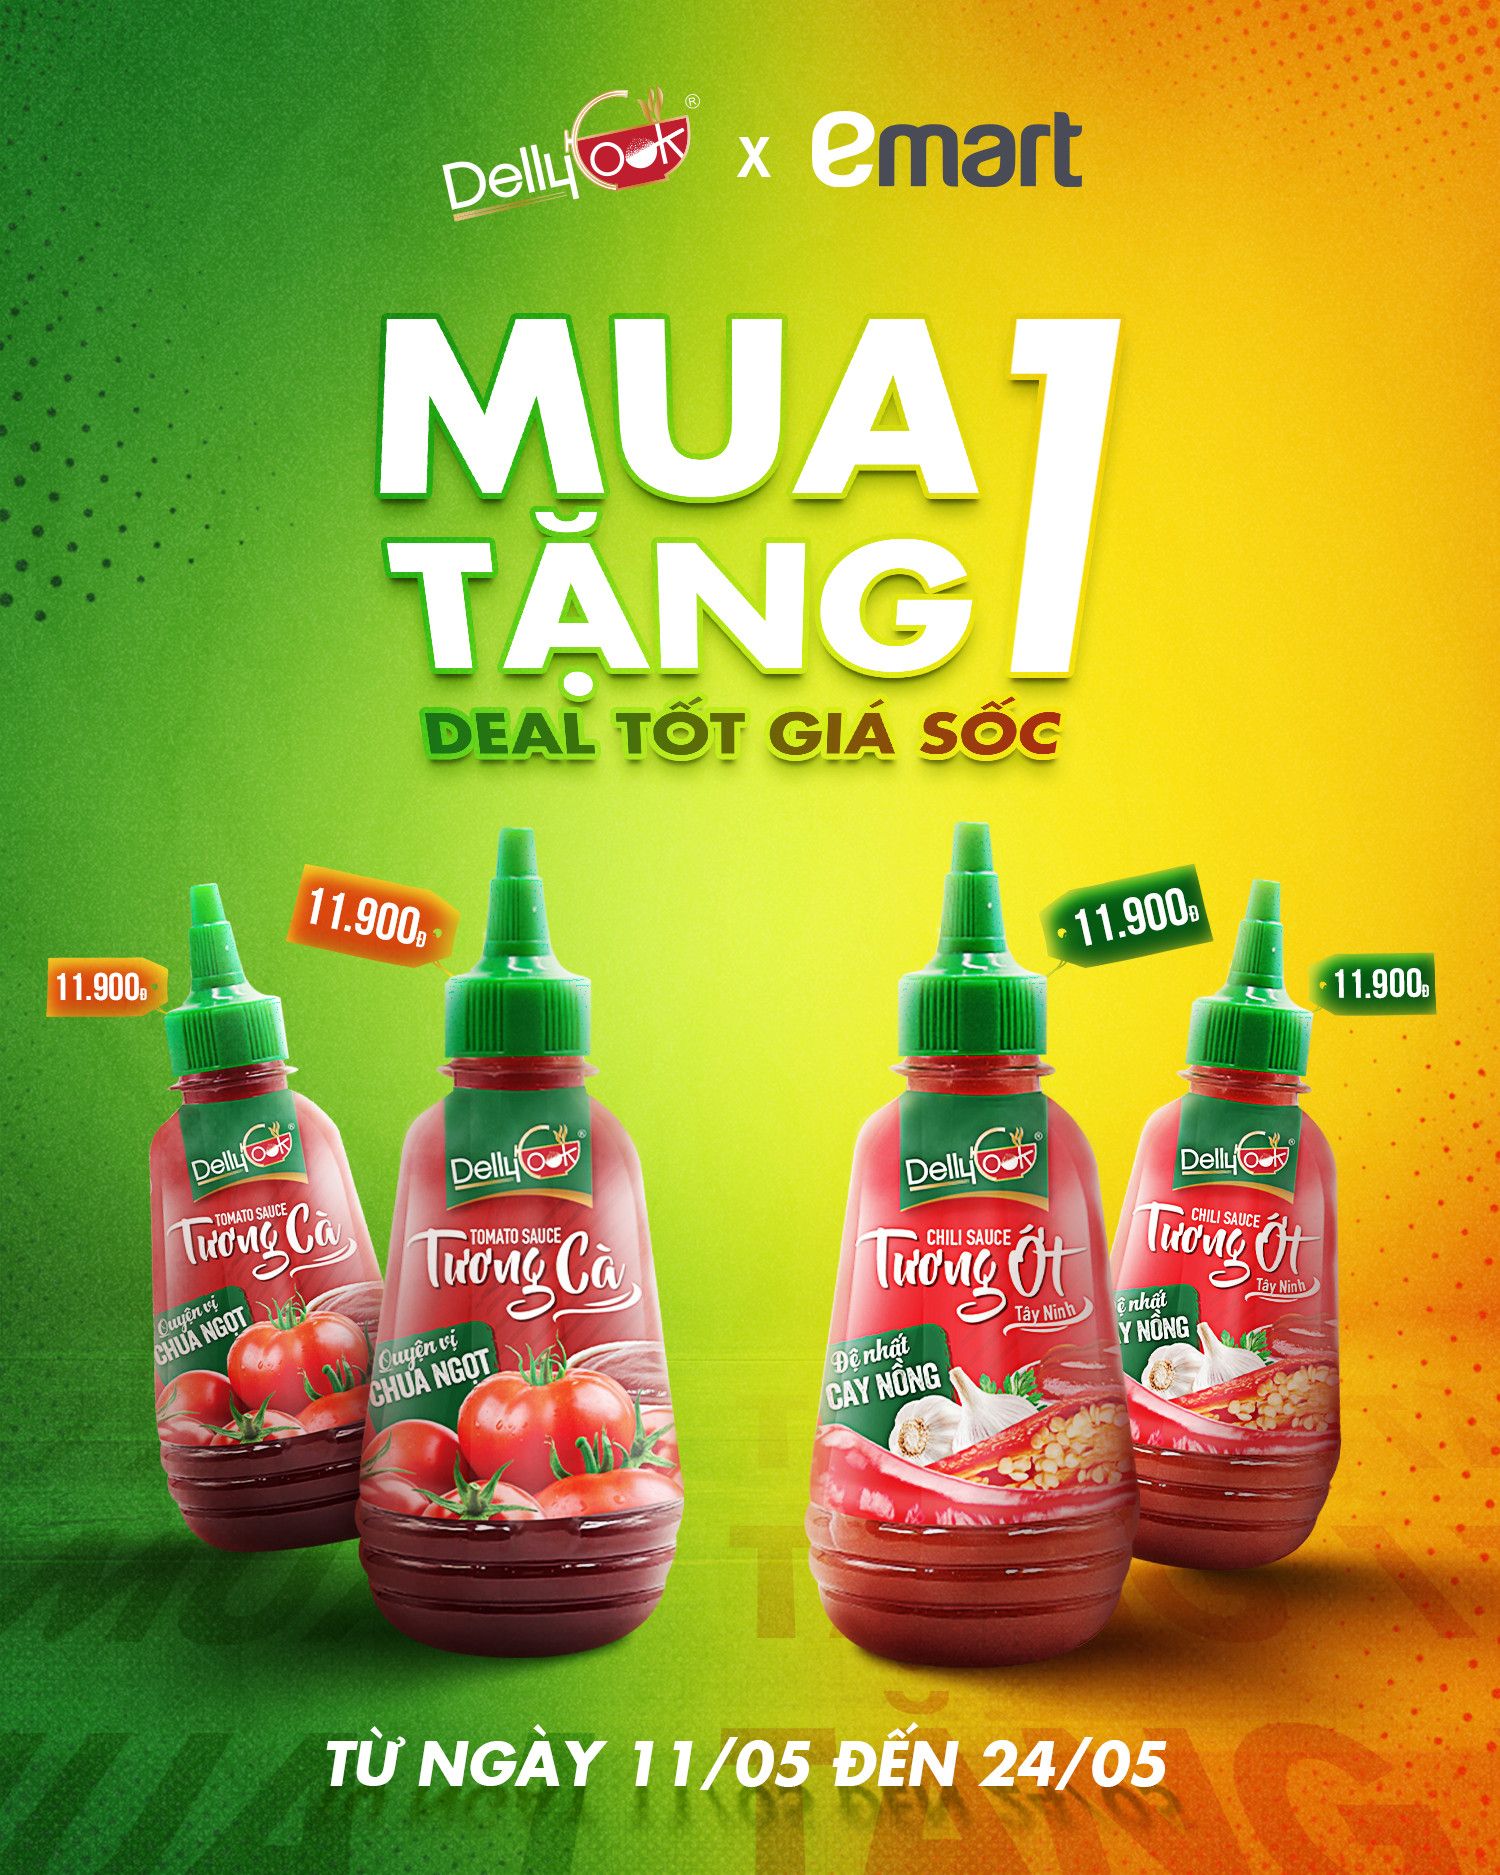 DellyCook® x emart
MUA 1
TẶNG 1
DEAL TỐT GIÁ SỐC
11.900Đ
11.900Đ
11.900Đ
11.900Đ
DellyCook®
TOMATO SAUCE
Tương Cà
Quyện vị
CHUA NGỌT
DellyCook®
TOMATO SAUCE
Tương Cà
Quyện vị
CHUA NGỌT
DellyCook®
CHILI SAUCE
Tương Ớt
Tây Ninh
Đệ nhất
CAY NỒNG
DellyCook®
CHILI SAUCE
Tương Ớt
Tây Ninh
nhất
NỒNG
TỪ NGÀY 11/05 ĐẾN 24/05